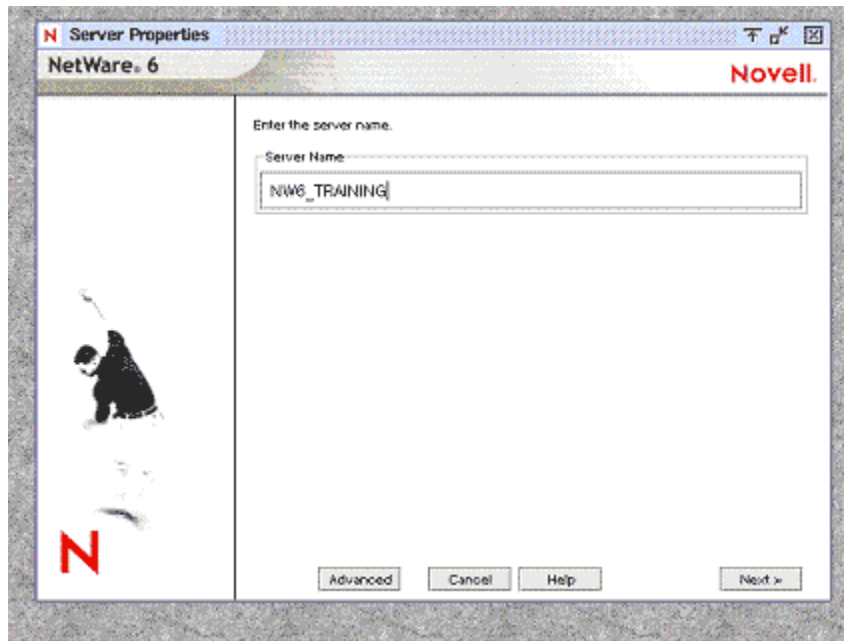 N Server Properties
NetWare. 6
Novell.
Enter the server name.
Server Name
NW6_TRAINING
N
Advanced
Cancel
Help
Next >